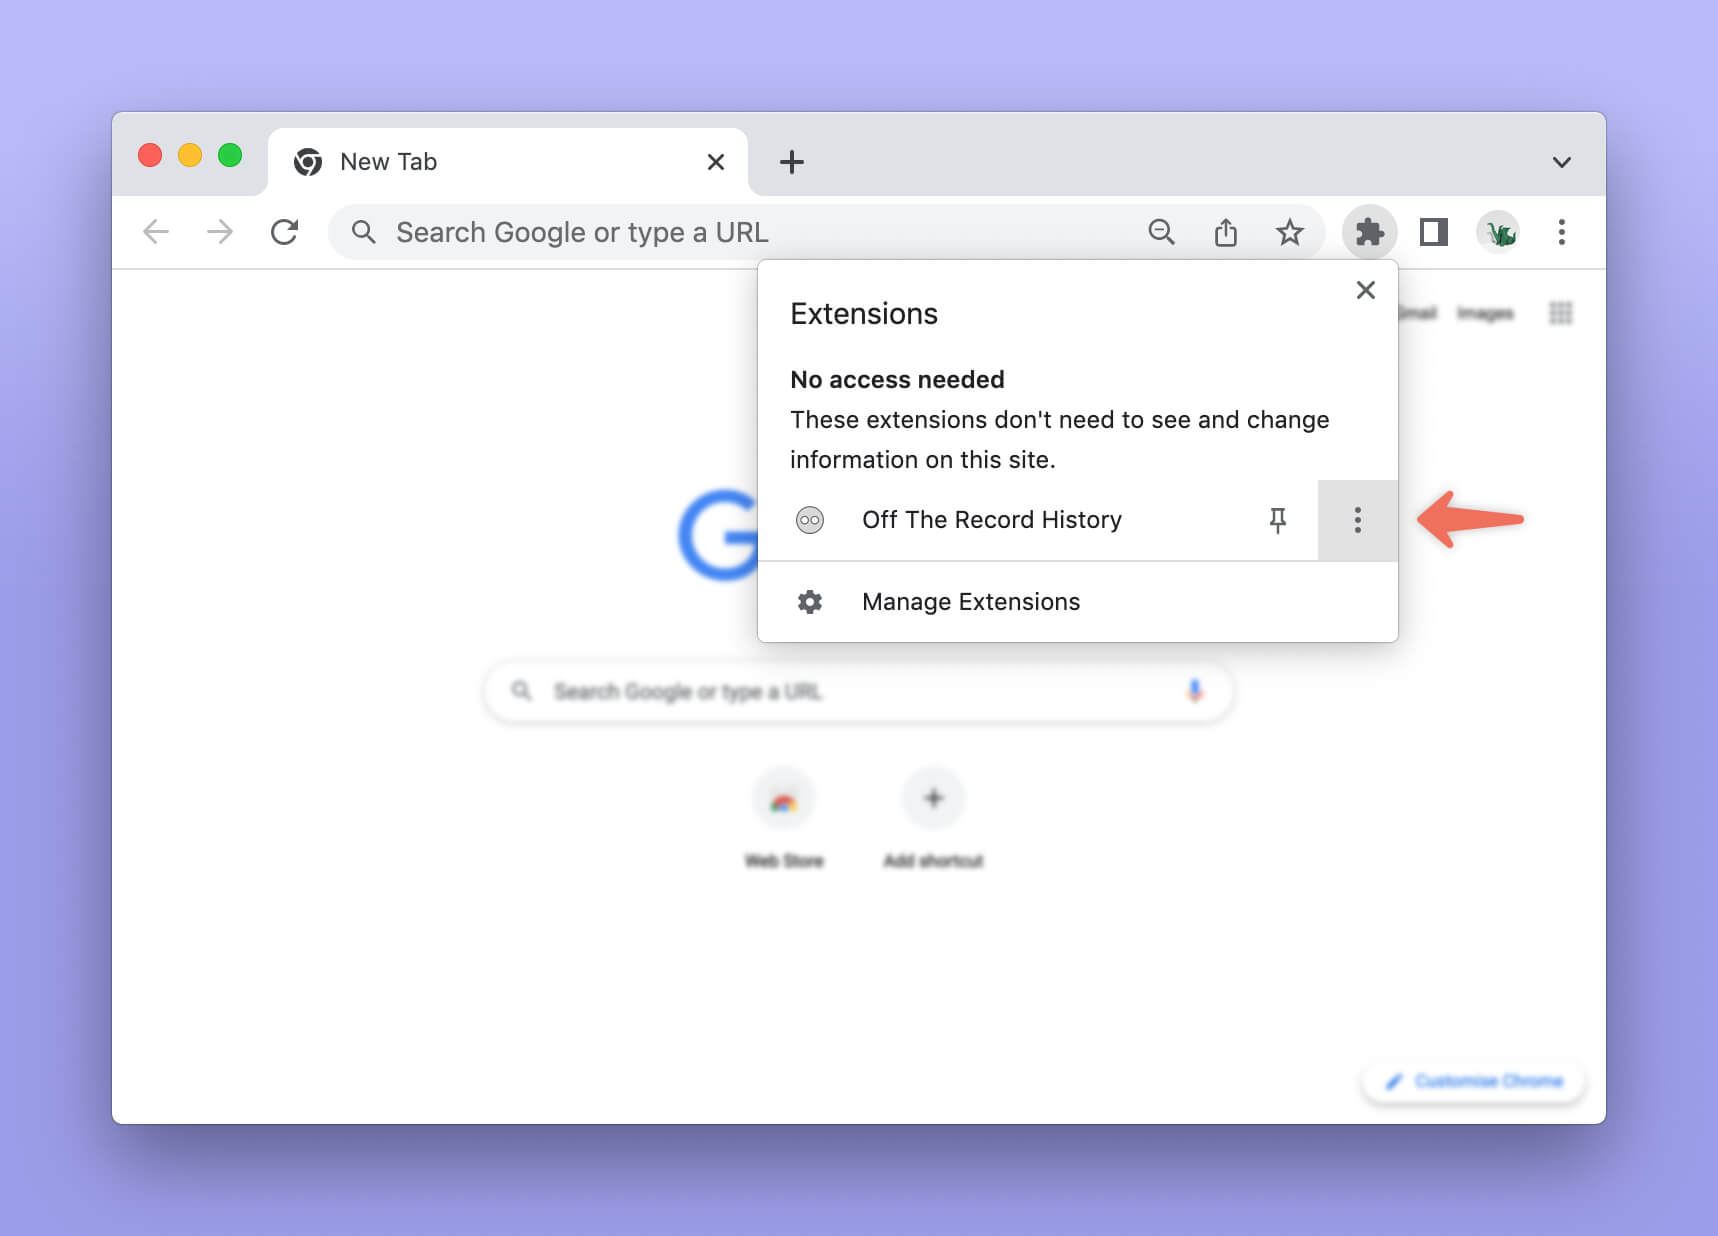 New Tab
Search Google or type a URL
Extensions
Gmail Images
No access needed
These extensions don't need to see and change
information on this site.
Off The Record History
Manage Extensions
Search Google or type a URL
Web Store Add shortcut
Customise Chrome